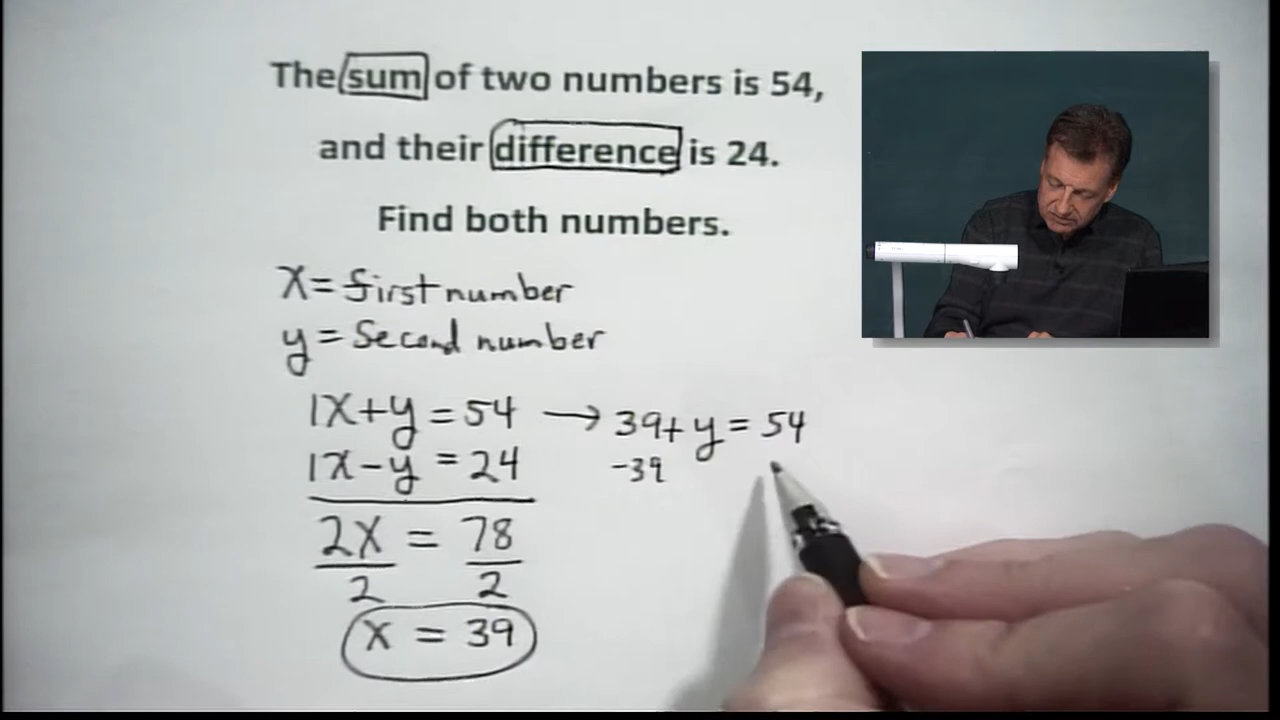 The sum of two numbers is 54,
and their difference is 24.
Find both numbers.
x = first number
y = Second number
1x + y = 54 → 39 + y = 54
1x - y = 24 -39
2x = 78
2 2
x = 39